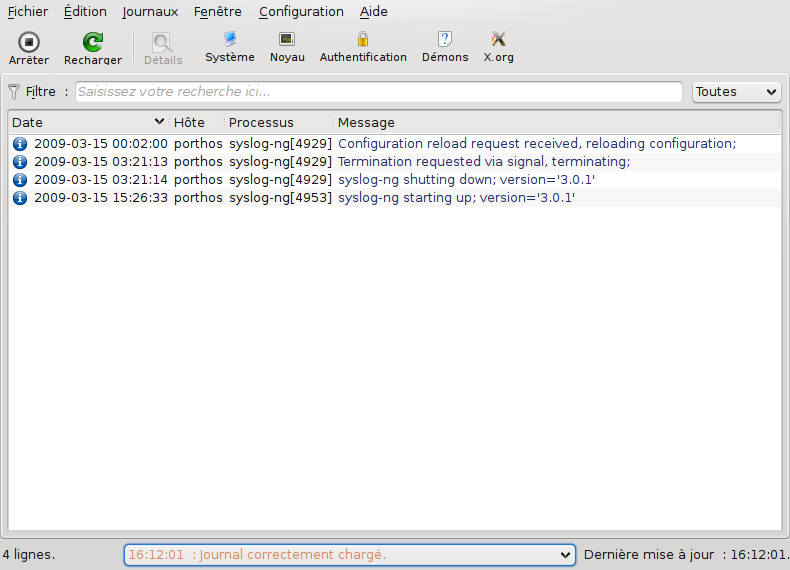 Fichier Édition Journaux Fenêtre Configuration Aide
Arrêter Recharger Détails Système Noyau Authentification Démons X.org
Filtre : Saisissez votre recherche ici... Toutes
Date Hôte Processus Message
2009-03-15 00:02:00 porthos syslog-ng[4929] Configuration reload request received, reloading configuration;
2009-03-15 03:21:13 porthos syslog-ng[4929] Termination requested via signal, terminating;
2009-03-15 03:21:14 porthos syslog-ng[4929] syslog-ng shutting down; version='3.0.1'
2009-03-15 15:26:33 porthos syslog-ng[4953] syslog-ng starting up; version='3.0.1'
4 lignes. 16:12:01 : Journal correctement chargé. Dernière mise à jour : 16:12:01.